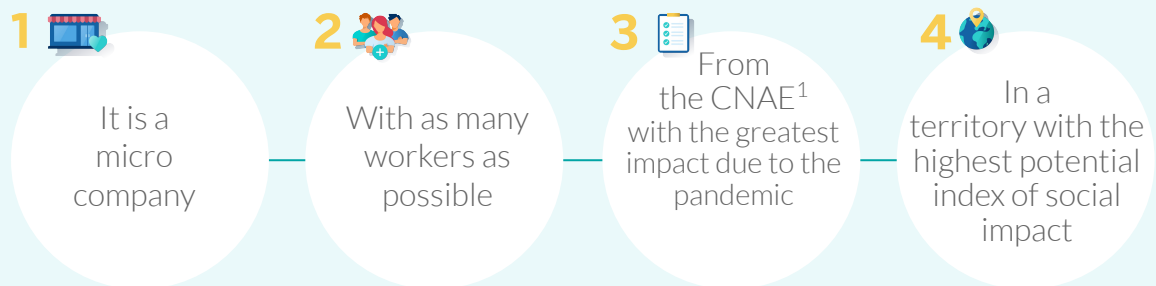 1
It is a
micro
company
2
With as many
workers as
possible
3
From
the CNAE¹
with the greatest
impact due to the
pandemic
4
In a
territory with the
highest potential
index of social
impact